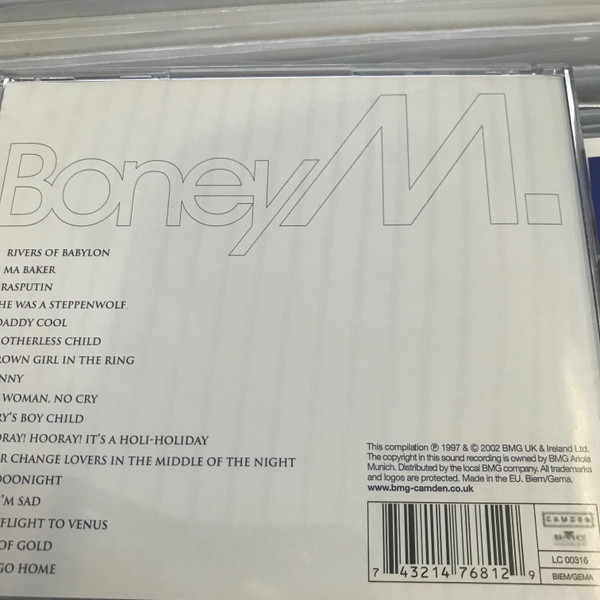 Boney M.
RIVERS OF BABYLON
MA BAKER
RASPUTIN
HE WAS A STEPPENWOLF
DADDY COOL
OTHERLESS CHILD
ROWN GIRL IN THE RING
NNY
WOMAN, NO CRY
RY'S BOY CHILD
ORAY! HOORAY! IT'S A HOLI-HOLIDAY
R CHANGE LOVERS IN THE MIDDLE OF THE NIGHT
OOONIGHT
I'M SAD
FLIGHT TO VENUS
OF GOLD
GO HOME
This compilation ℗ 1997 & © 2002 BMG UK & Ireland Ltd.
The copyright in this sound recording is owned by BMG Ariola
Munich. Distributed by the local BMG company. All trademarks
and logos are protected. Made in the EU. Biem/Gema.
www.bmg-camden.co.uk
CAMDEN
LC 00316
BIEM/GEMA
7 43214 76812 9